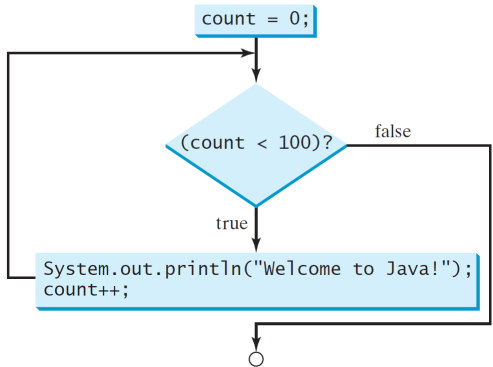 count = 0;
(count < 100)?
false
true
System.out.println("Welcome to Java!");
count++;